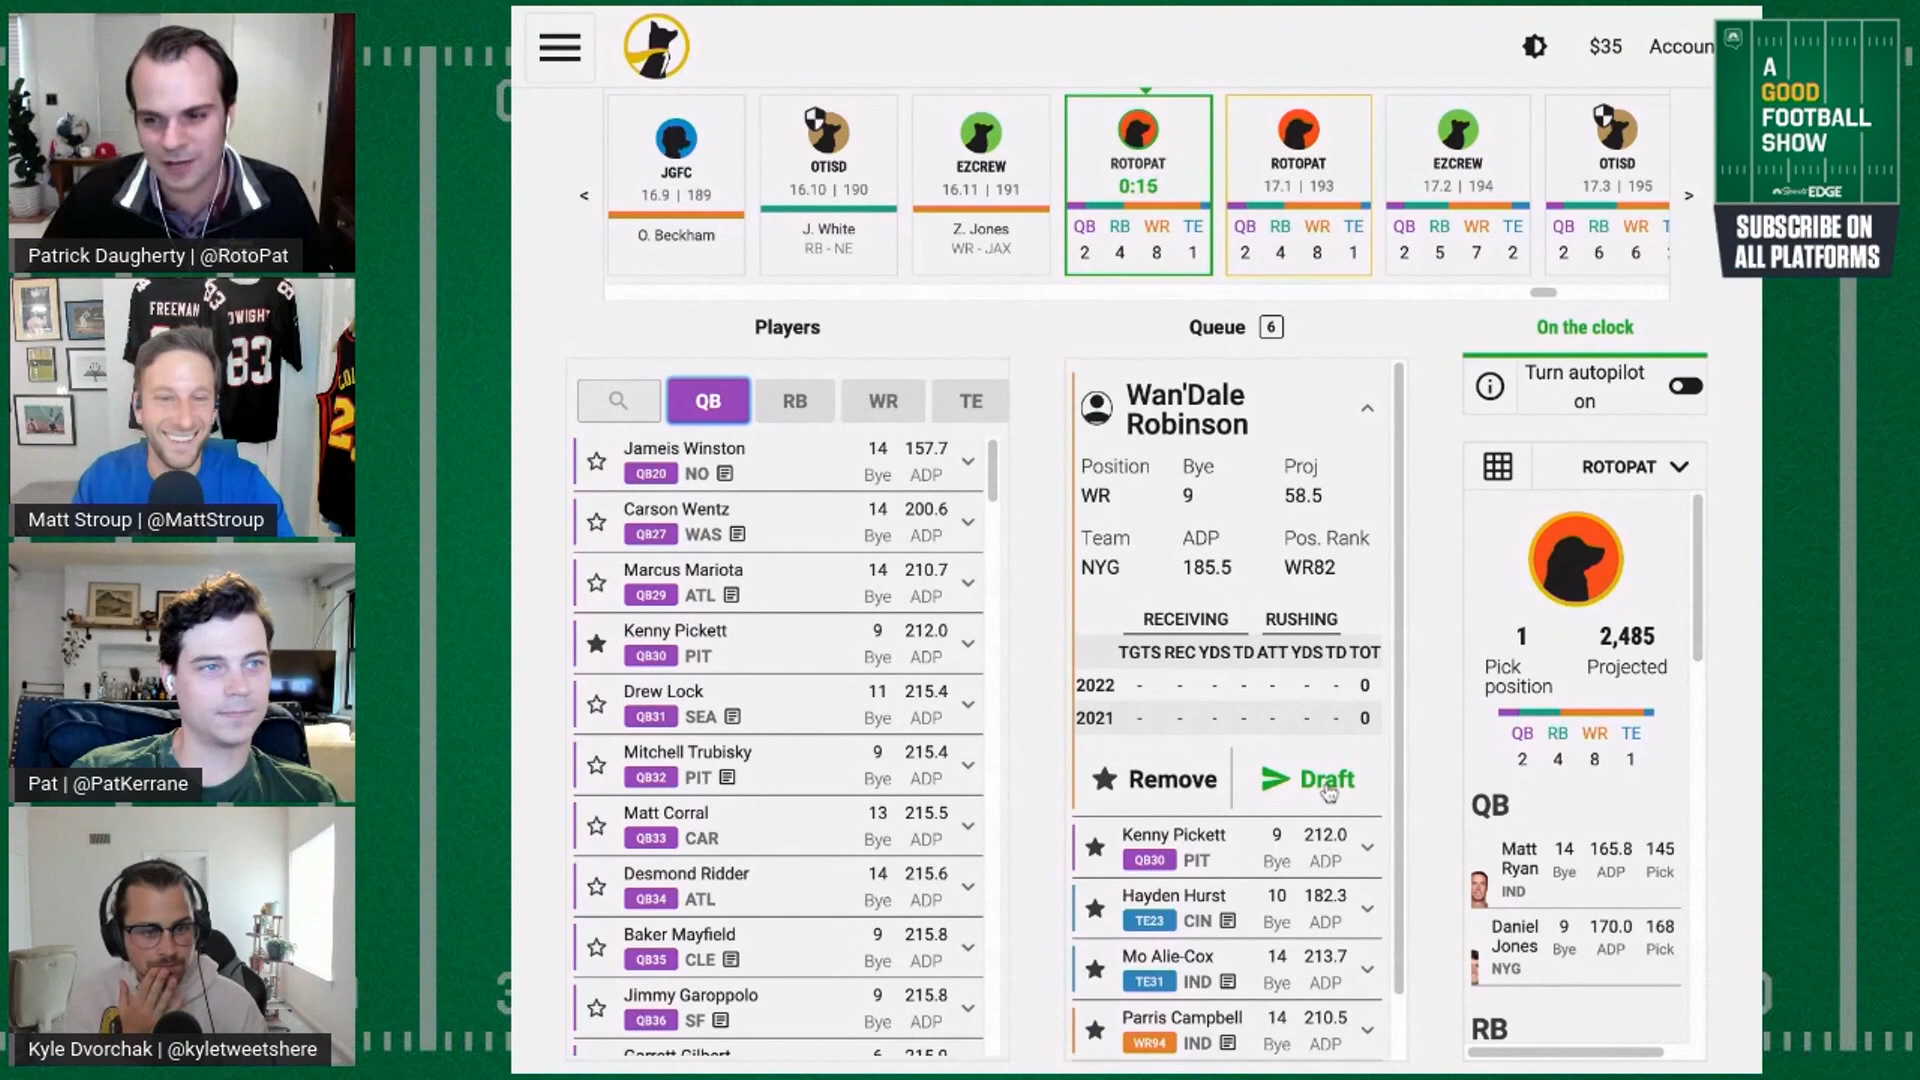 $35 Accoun
A
GOOD
FOOTBALL
SHOW
EDGE
SUBSCRIBE ON
ALL PLATFORMS
JGFC
16.9 | 189
O. Beckham
OTISD
16.10 | 190
J. White
RB - NE
EZCREW
16.11 | 191
Z. Jones
WR - JAX
ROTOPAT
0:15
QB RB WR TE
2 4 8 1
ROTOPAT
17.1 | 193
QB RB WR TE
2 4 8 1
EZCREW
17.2 | 194
QB RB WR TE
2 5 7 2
OTISD
17.3 | 195
QB RB WR T
2 6 6
< >
FREEMAN
DWIGHT
83
83
Patrick Daugherty | @RotoPat
Matt Stroup | @MattStroup
Pat | @PatKerrane
Kyle Dvorchak | @kyletweetshere
Players
QB RB WR TE
Jameis Winston 14 157.7
QB20 NO Bye ADP
Carson Wentz 14 200.6
QB27 WAS Bye ADP
Marcus Mariota 14 210.7
QB29 ATL Bye ADP
Kenny Pickett 9 212.0
QB30 PIT Bye ADP
Drew Lock 11 215.4
QB31 SEA Bye ADP
Mitchell Trubisky 9 215.4
QB32 PIT Bye ADP
Matt Corral 13 215.5
QB33 CAR Bye ADP
Desmond Ridder 14 215.6
QB34 ATL Bye ADP
Baker Mayfield 9 215.8
QB35 CLE Bye ADP
Jimmy Garoppolo 9 215.8
QB36 SF Bye ADP
Garrett Gilbert 6 215.9
Queue 6
Wan'Dale
Robinson
Position Bye Proj
WR 9 58.5
Team ADP Pos. Rank
NYG 185.5 WR82
RECEIVING RUSHING
TGTS REC YDS TD ATT YDS TD TOT
2022 - - - - - - - 0
2021 - - - - - - - 0
Remove Draft
Kenny Pickett 9 212.0
QB30 PIT Bye ADP
Hayden Hurst 10 182.3
TE23 CIN Bye ADP
Mo Alie-Cox 14 213.7
TE31 IND Bye ADP
Parris Campbell 14 210.5
WR94 IND Bye ADP
On the clock
Turn autopilot
on
ROTOPAT
1 2,485
Pick
position
Projected
QB RB WR TE
2 4 8 1
QB
Matt
Ryan
IND
14 165.8 145
Bye ADP Pick
Daniel
Jones
NYG
9 170.0 168
Bye ADP Pick
RB